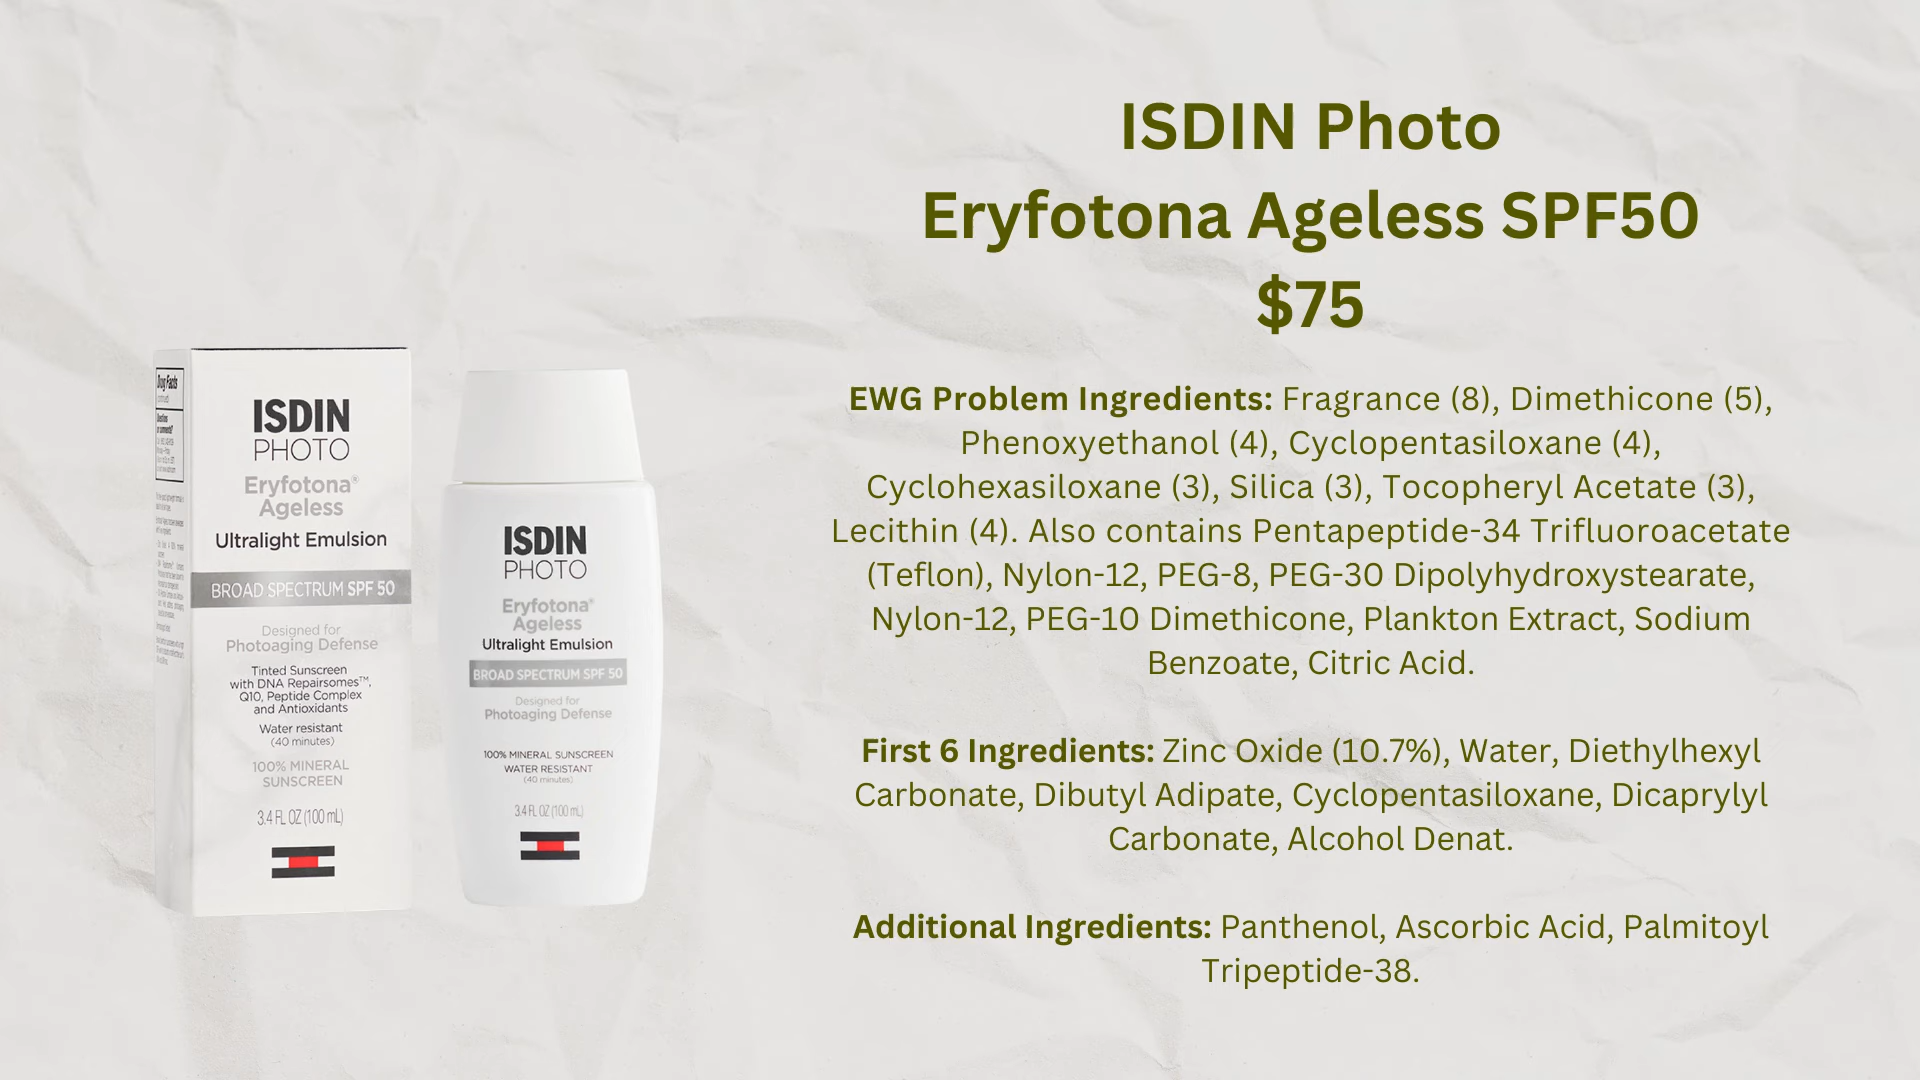 ISDIN Photo
Eryfotona Ageless SPF50
$75
EWG Problem Ingredients: Fragrance (8), Dimethicone (5),
Phenoxyethanol (4), Cyclopentasiloxane (4),
Cyclohexasiloxane (3), Silica (3), Tocopheryl Acetate (3),
Lecithin (4). Also contains Pentapeptide-34 Trifluoroacetate
(Teflon), Nylon-12, PEG-8, PEG-30 Dipolyhydroxystearate,
Nylon-12, PEG-10 Dimethicone, Plankton Extract, Sodium
Benzoate, Citric Acid.
First 6 Ingredients: Zinc Oxide (10.7%), Water, Diethylhexyl
Carbonate, Dibutyl Adipate, Cyclopentasiloxane, Dicaprylyl
Carbonate, Alcohol Denat.
Additional Ingredients: Panthenol, Ascorbic Acid, Palmitoyl
Tripeptide-38.
Drug Facts
ISDIN
PHOTO
Eryfotona®
Ageless
Ultralight Emulsion
BROAD SPECTRUM SPF 50
Designed for
Photoaging Defense
Tinted Sunscreen
with DNA Repairsomes™,
Q10, Peptide Complex
and Antioxidants
Water resistant
(40 minutes)
100% MINERAL
SUNSCREEN
3.4 FL OZ (100 mL)
ISDIN
PHOTO
Eryfotona®
Ageless
Ultralight Emulsion
BROAD SPECTRUM SPF 50
Designed for
Photoaging Defense
100% MINERAL SUNSCREEN
WATER RESISTANT
(40 minutes)
3.4 FL OZ (100 mL)